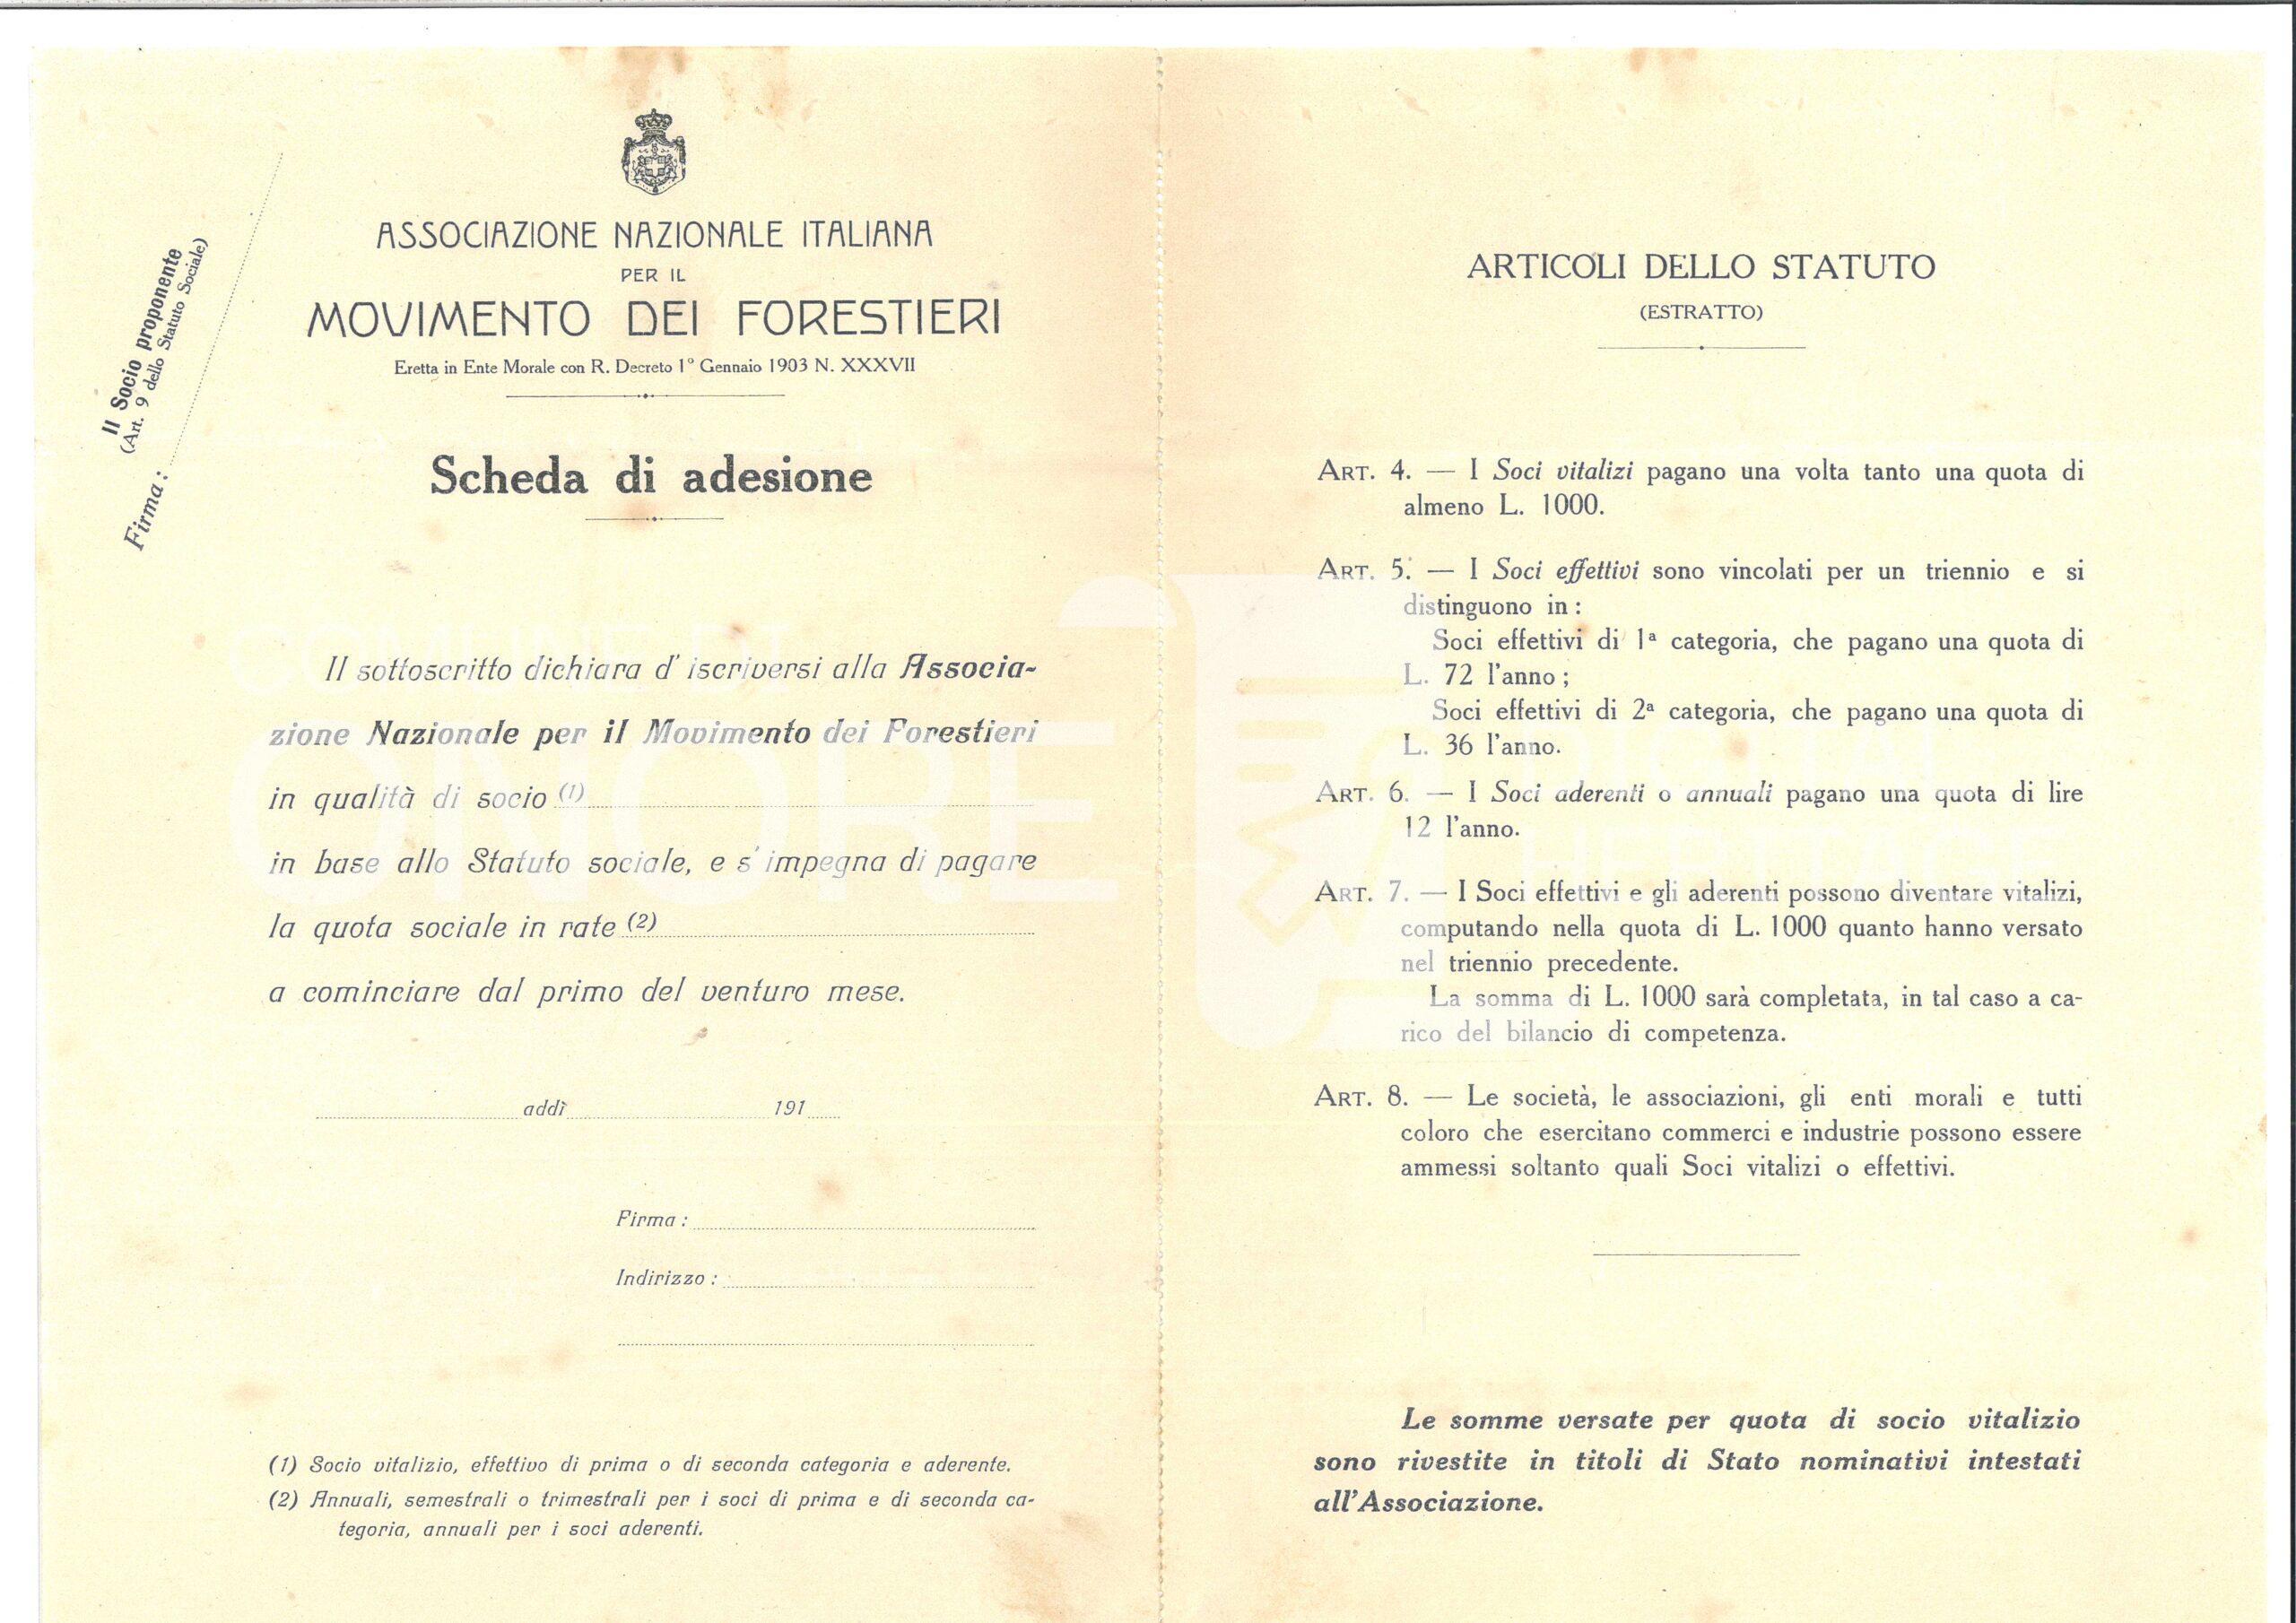 Il Socio proponente
(Art. 9 dello Statuto Sociale)
Firma:
ASSOCIAZIONE NAZIONALE ITALIANA
PER IL
MOVIMENTO DEI FORESTIERI
Eretta in Ente Morale con R. Decreto 1º Gennaio 1903 N. XXXVII
Scheda di adesione
Il sottoscritto dichiara d' iscriversi alla Associa-
zione Nazionale per il Movimento dei Forestieri
in qualità di socio (1)
in base allo Statuto sociale, e s' impegna di pagare
la quota sociale in rate (2)
a cominciare dal primo del venturo mese.
addì 191
Firma :
Indirizzo :
(1) Socio vitalizio, effettivo di prima o di seconda categoria e aderente.
(2) Annuali, semestrali o trimestrali per i soci di prima e di seconda ca-
tegoria, annuali per i soci aderenti.
ARTICOLI DELLO STATUTO
(ESTRATTO)
ART. 4. — I Soci vitalizi pagano una volta tanto una quota di
almeno L. 1000.
ART. 5. — I Soci effettivi sono vincolati per un triennio e si
distinguono in :
Soci effettivi di 1ª categoria, che pagano una quota di
L. 72 l'anno ;
Soci effettivi di 2ª categoria, che pagano una quota di
L. 36 l'anno.
ART. 6. — I Soci aderenti o annuali pagano una quota di lire
12 l'anno.
ART. 7. — I Soci effettivi e gli aderenti possono diventare vitalizi,
computando nella quota di L. 1000 quanto hanno versato
nel triennio precedente.
La somma di L. 1000 sarà completata, in tal caso a ca-
rico del bilancio di competenza.
ART. 8. — Le società, le associazioni, gli enti morali e tutti
coloro che esercitano commerci e industrie possono essere
ammessi soltanto quali Soci vitalizi o effettivi.
Le somme versate per quota di socio vitalizio
sono rivestite in titoli di Stato nominativi intestati
all'Associazione.